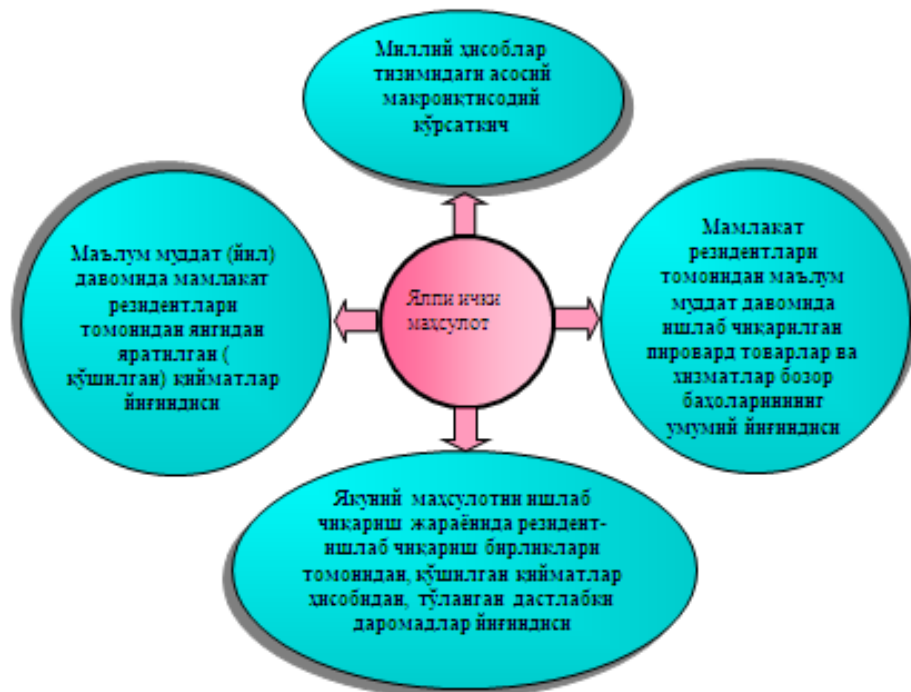 Миллий ҳисоблар
тизимидаги асосий
макроиқтисодий
кўрсаткич
Маълум муддат (йил)
давомида мамлакат
резидентлари
томонидан янгидан
яратилган (
қўшилган) қийматлар
йиғиндиси
Ялпи ички
маҳсулот
Мамлакат
резидентлари
томонидан маълум
муддат давомида
ишлаб чиқарилган
пировард товарлар ва
хизматлар бозор
баҳоларининг
умумий йиғиндиси
Якуний маҳсулотни ишлаб
чиқариш жараёнида резидент-
ишлаб чиқариш бирликлари
томонидан, қўшилган қийматлар
ҳисобидан, тўланган дастлабки
даромадлар йиғиндиси